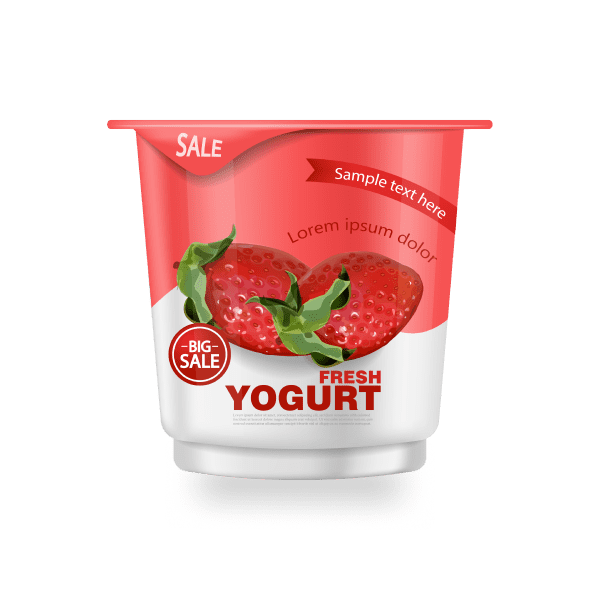 SALE
Sample text here
Lorem ipsum dolor
-BIG-
SALE
FRESH
YOGURT